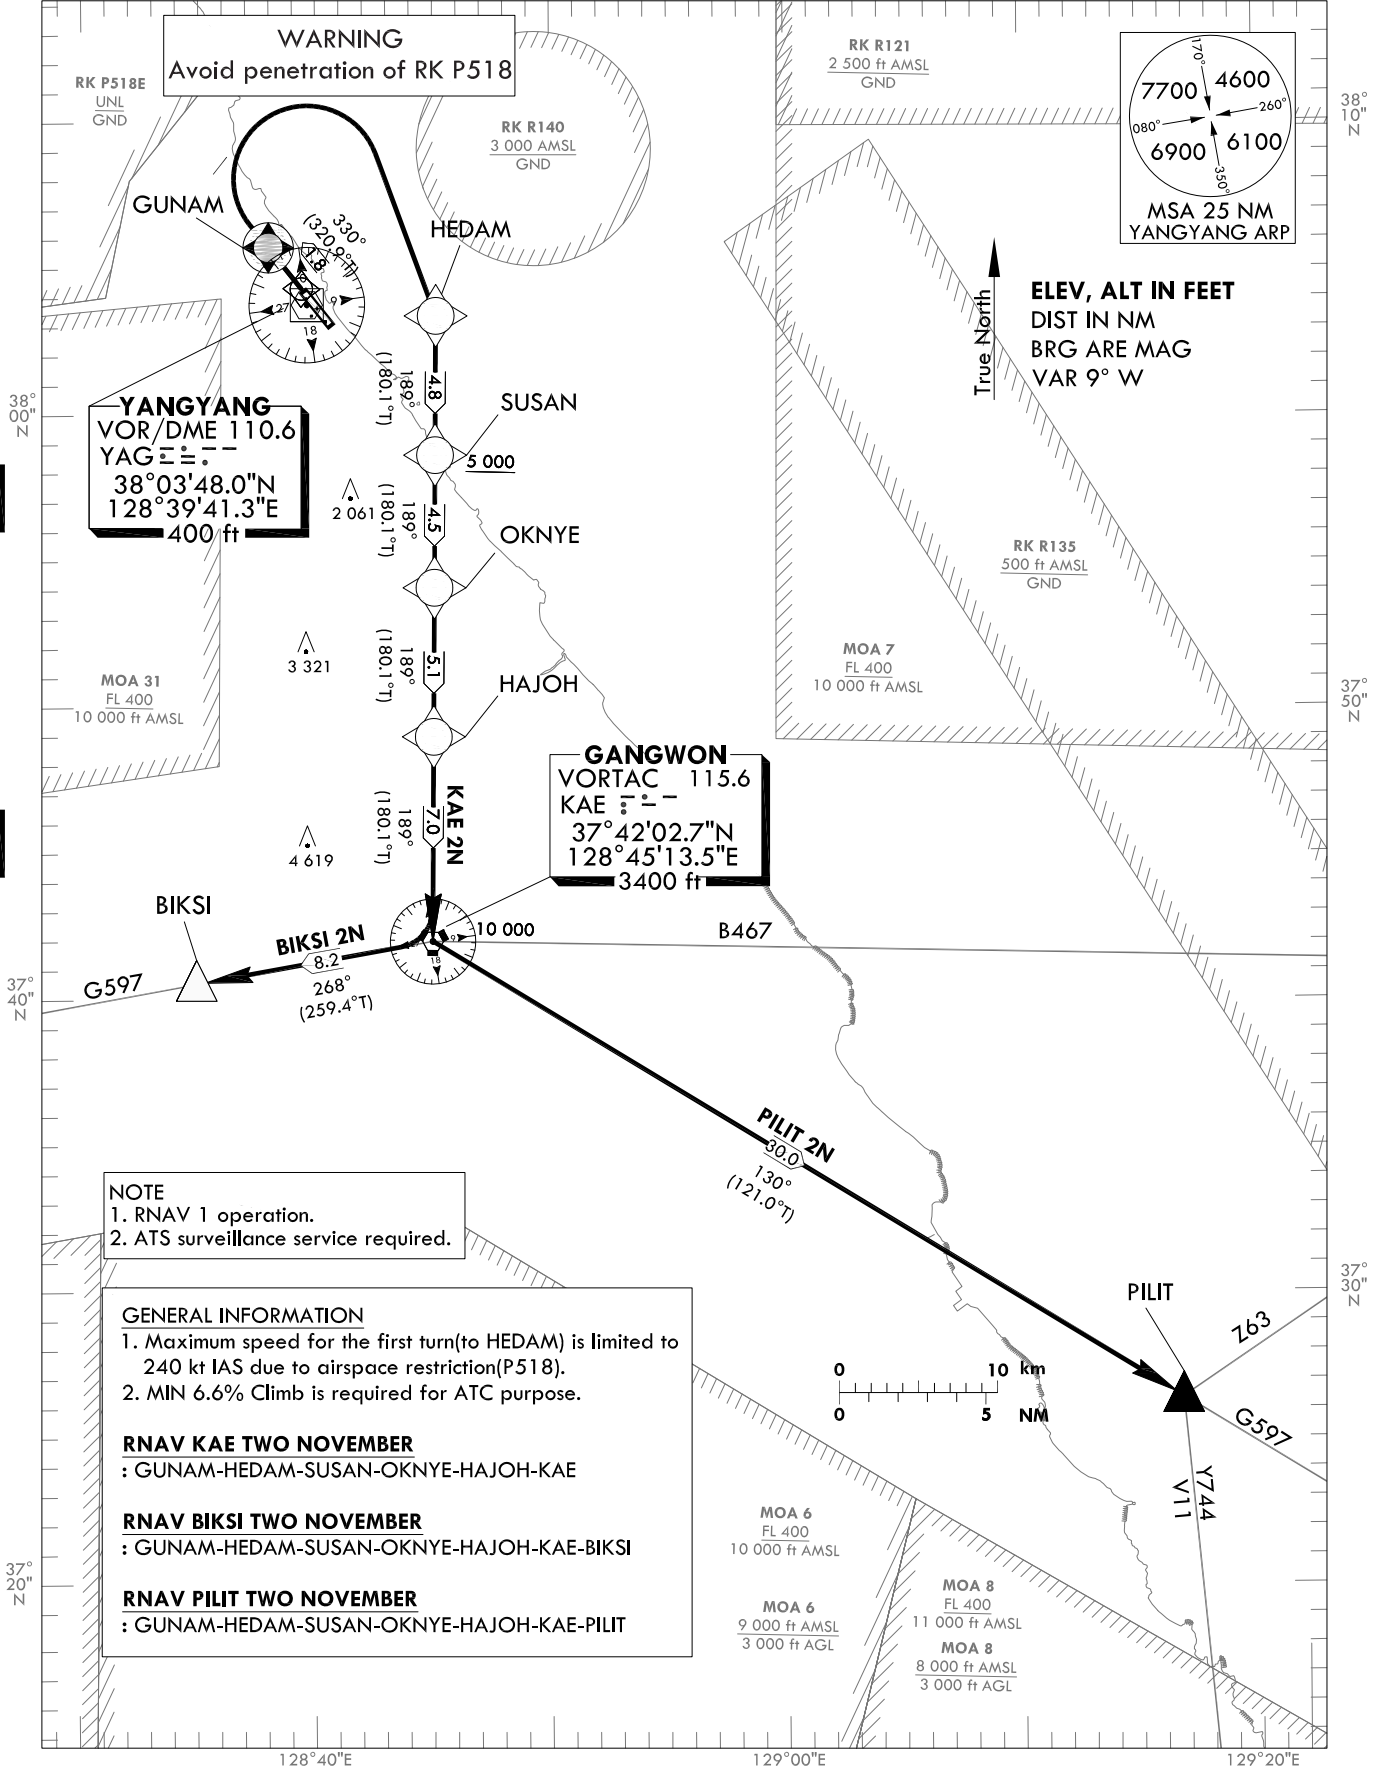 WARNING
Avoid penetration of RK P518
RK P518E
UNL
GND
RK R140
3 000 AMSL
GND
RK R121
2 500 ft AMSL
GND
170°
7700
4600
260°
080°
6900
6100
350°
MSA 25 NM
YANGYANG ARP
38°
10"
N
GUNAM
330°
(320.9°T)
1.8
HEDAM
27
9
18
True North
ELEV, ALT IN FEET
DIST IN NM
BRG ARE MAG
VAR 9° W
4.8
189°
(180.1°T)
SUSAN
5 000
38°
00"
N
YANGYANG
VOR/DME 110.6
YAG
38°03'48.0"N
128°39'41.3"E
400 ft
2 061
4.5
189°
(180.1°T)
OKNYE
RK R135
500 ft AMSL
GND
3 321
5.1
189°
(180.1°T)
HAJOH
MOA 7
FL 400
10 000 ft AMSL
MOA 31
FL 400
10 000 ft AMSL
37°
50"
N
GANGWON
VORTAC 115.6
KAE
37°42'02.7"N
128°45'13.5"E
3400 ft
KAE 2N
7.0
189°
(180.1°T)
4 619
BIKSI
BIKSI 2N
8.2
268°
(259.4°T)
G597
10 000
9
18
B467
37°
40"
N
PILIT 2N
30.0
130°
(121.0°T)
NOTE
1. RNAV 1 operation.
2. ATS surveillance service required.
37°
30"
N
PILIT
Z63
G597
Y744
V11
0 10 km
0 5 NM
GENERAL INFORMATION
1. Maximum speed for the first turn(to HEDAM) is limited to
240 kt IAS due to airspace restriction(P518).
2. MIN 6.6% Climb is required for ATC purpose.
RNAV KAE TWO NOVEMBER
: GUNAM-HEDAM-SUSAN-OKNYE-HAJOH-KAE
RNAV BIKSI TWO NOVEMBER
: GUNAM-HEDAM-SUSAN-OKNYE-HAJOH-KAE-BIKSI
RNAV PILIT TWO NOVEMBER
: GUNAM-HEDAM-SUSAN-OKNYE-HAJOH-KAE-PILIT
MOA 6
FL 400
10 000 ft AMSL
MOA 6
9 000 ft AMSL
3 000 ft AGL
MOA 8
FL 400
11 000 ft AMSL
MOA 8
8 000 ft AMSL
3 000 ft AGL
37°
20"
N
128°40"E
129°00"E
129°20"E